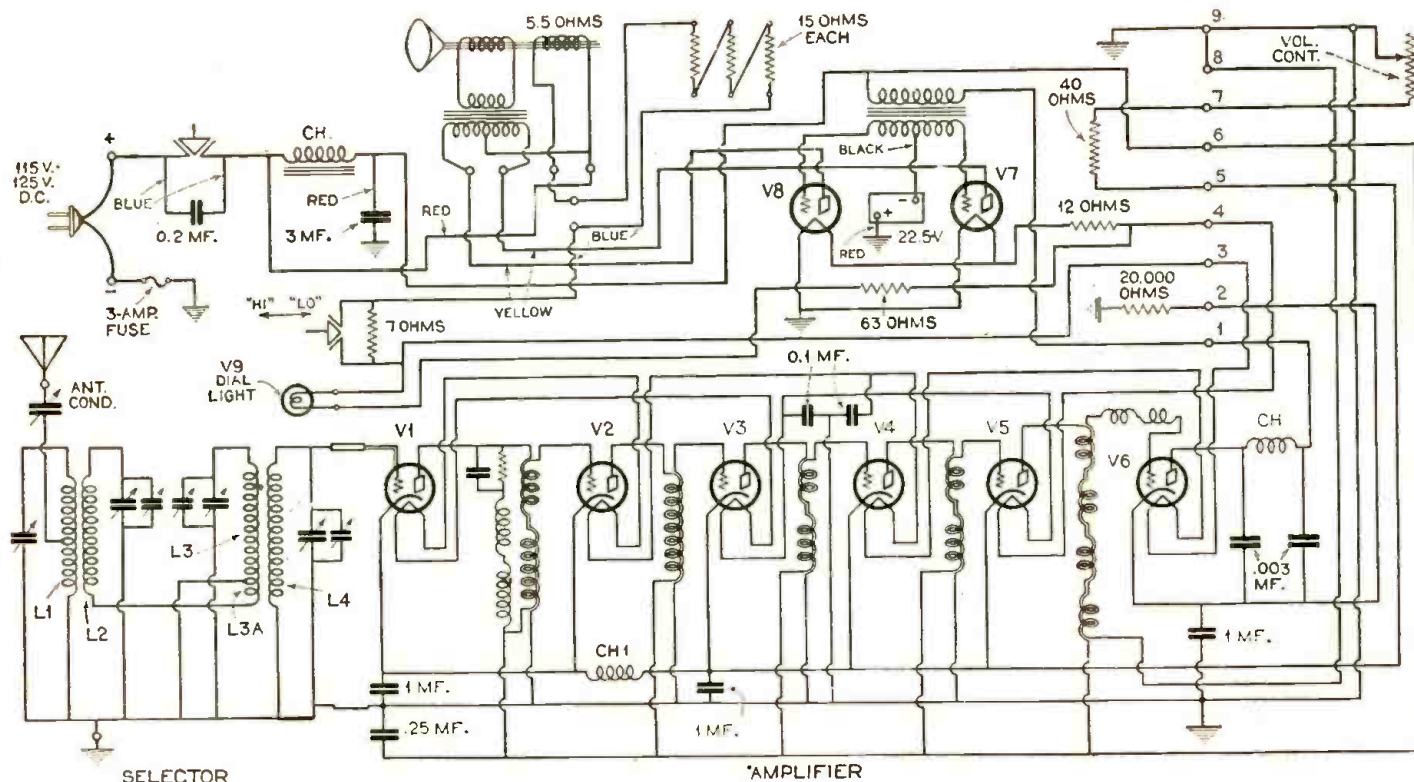 5.5 OHMS
15 OHMS
EACH
9
8
VOL.
CONT.
40
OHMS
7
6
5
4
3
2
1
+
CH.
115 V.-
125 V.
D.C.
BLUE
RED
0.2 MF.
3 MF.
RED
BLUE
BLACK
V8
V7
+
-
RED
22.5V
12 OHMS
-
3-AMP.
FUSE
"HI" "LO"
YELLOW
7 OHMS
63 OHMS
20,000
OHMS
V9
DIAL
LIGHT
0.1 MF.
ANT.
COND.
V1
V2
V3
V4
V5
V6
CH
L1
L2
L3
L3A
L4
.003
MF.
CH1
1 MF.
1 MF.
1 MF.
.25 MF.
SELECTOR
AMPLIFIER